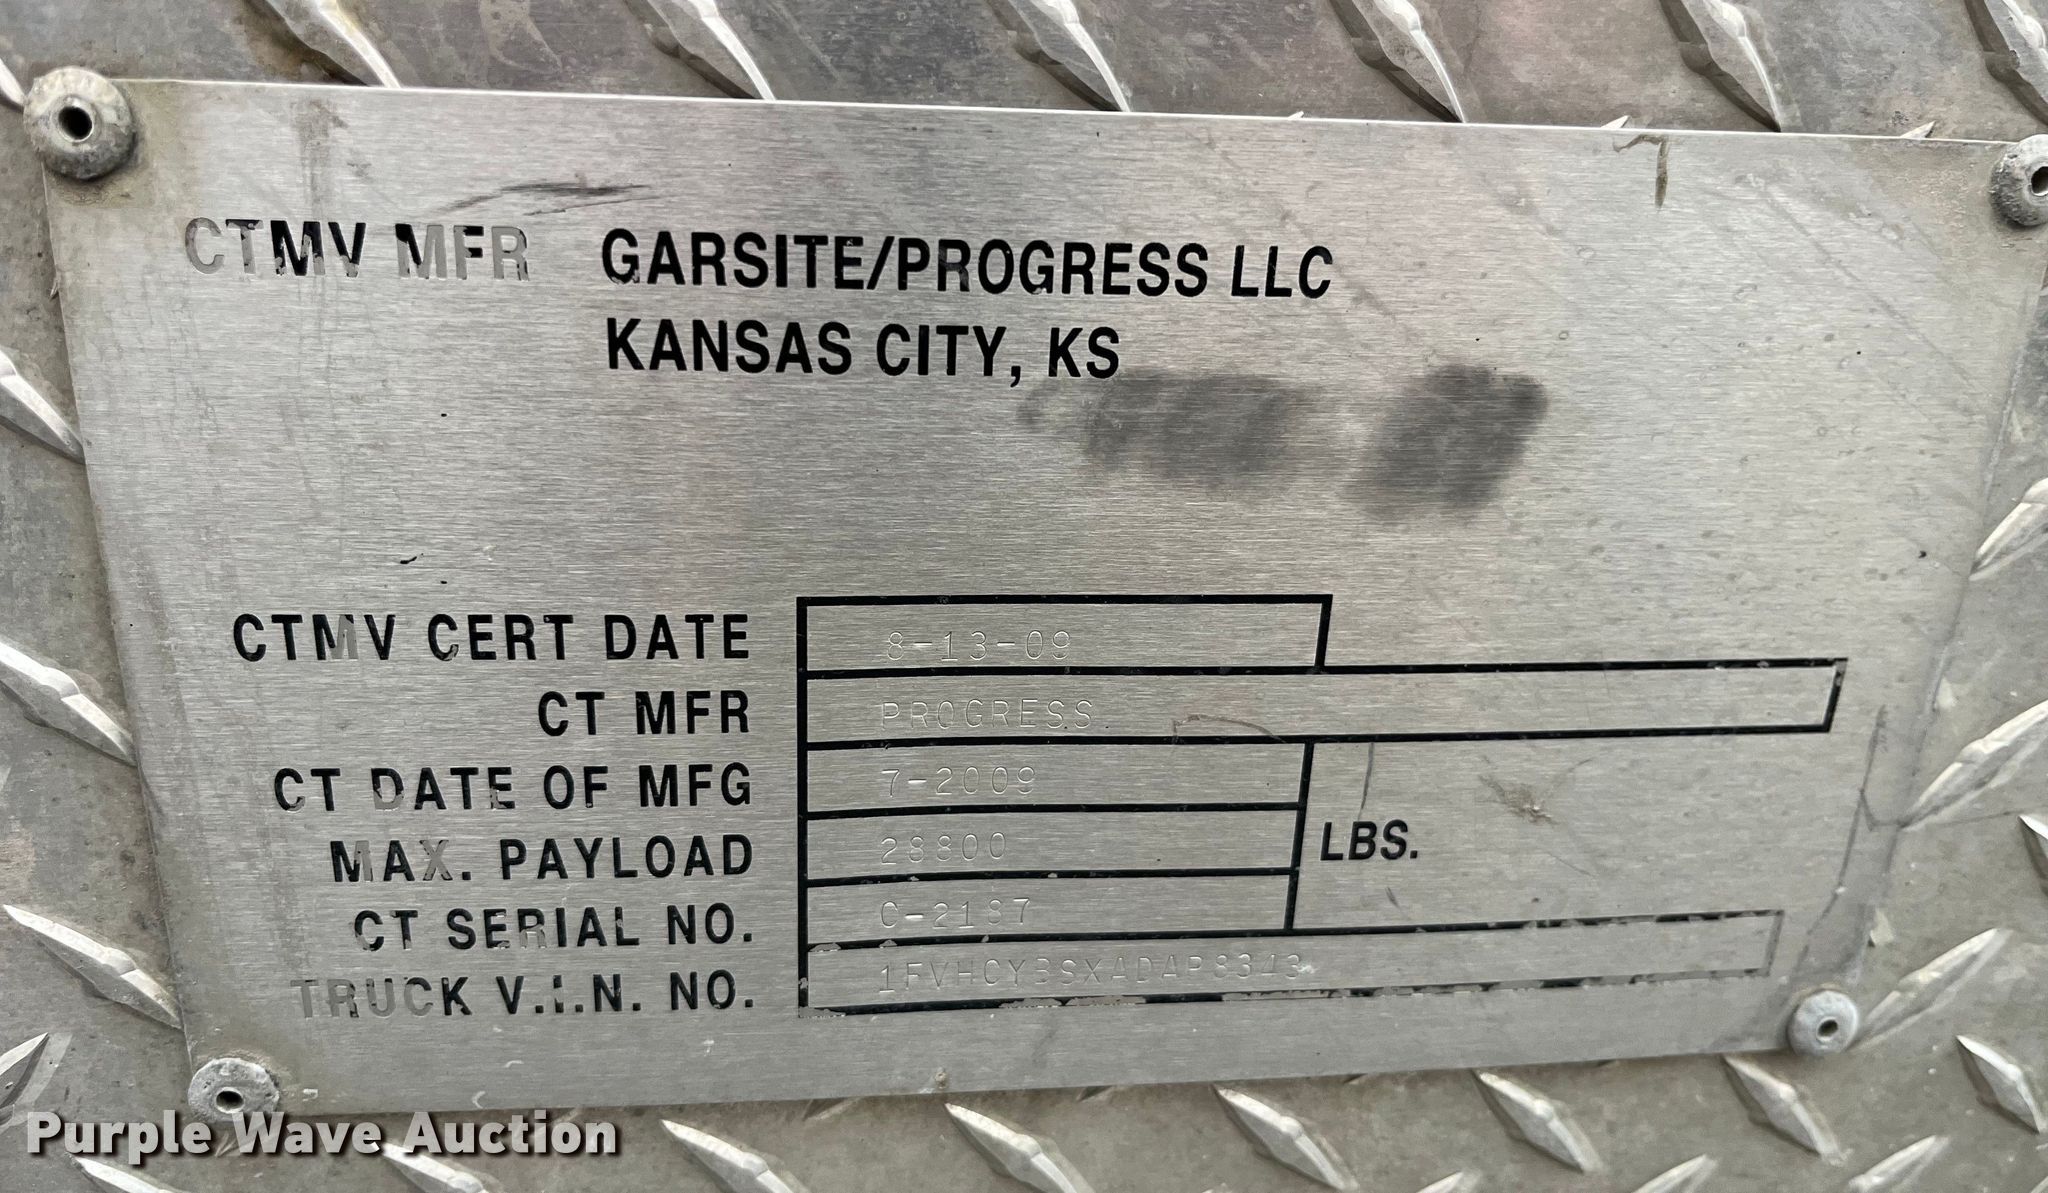 CTMV MFR GARSITE/PROGRESS LLC
KANSAS CITY, KS
CTMV CERT DATE 8-13-09
CT MFR PROGRESS
CT DATE OF MFG 7-2009
MAX. PAYLOAD 28800 LBS.
CT SERIAL NO. C-2187
TRUCK V.I.N. NO. 1FVHCYBSXADAP8343
Purple Wave Auction